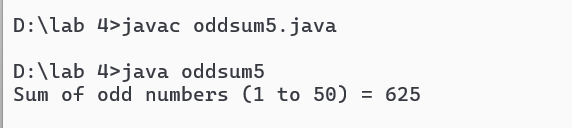 D:\lab 4>javac oddsum5.java
D:\lab 4>java oddsum5
Sum of odd numbers (1 to 50) = 625